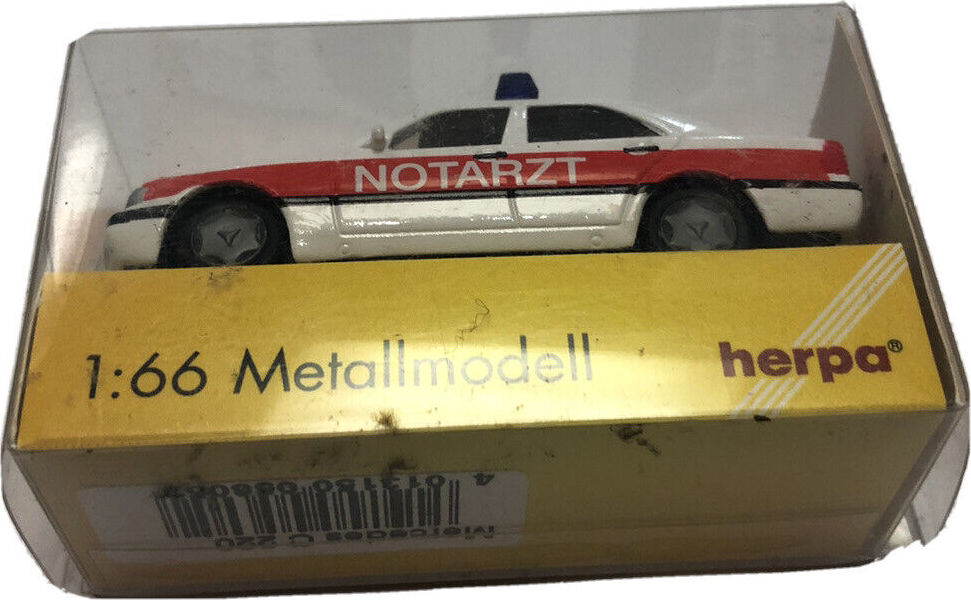 NOTARZT
1:66 Metallmodell
herpa®
Mercedes C 220